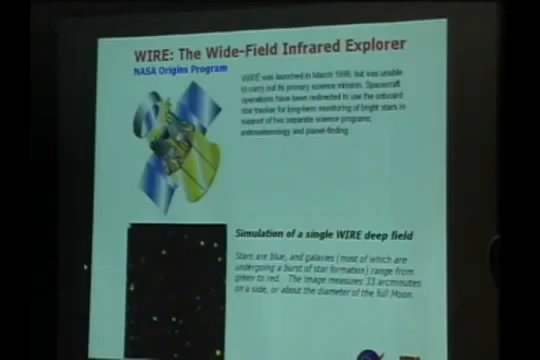 WIRE: The Wide-Field Infrared Explorer
NASA Origins Program
WIRE was launched in March 1999, but was unable
to carry out its primary science mission. Spacecraft
operations have been redirected to use the onboard
star tracker for long-term monitoring of bright stars in
support of two separate science programs:
astroseismology and planet-finding.
Simulation of a single WIRE deep field
Stars are blue, and galaxies (most of which are
undergoing a burst of star formation) range from
green to red. The image measures 33 arcminutes
on a side, or about the diameter of the full Moon.